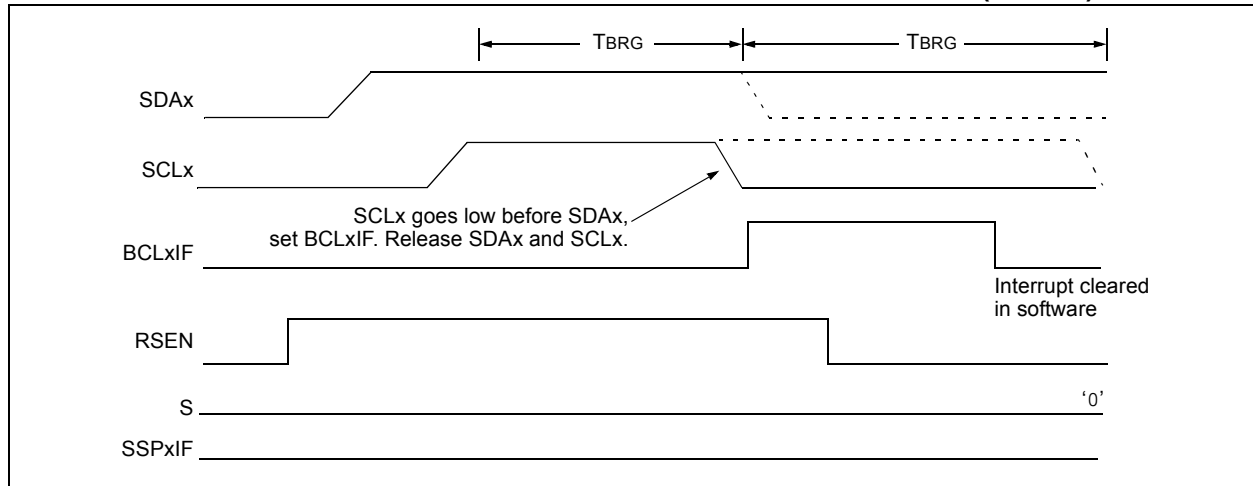 TBRG TBRG
SDAx
SCLx
SCLx goes low before SDAx,
set BCLxIF. Release SDAx and SCLx.
BCLxIF
Interrupt cleared
in software
RSEN
S ‘0’
SSPxIF